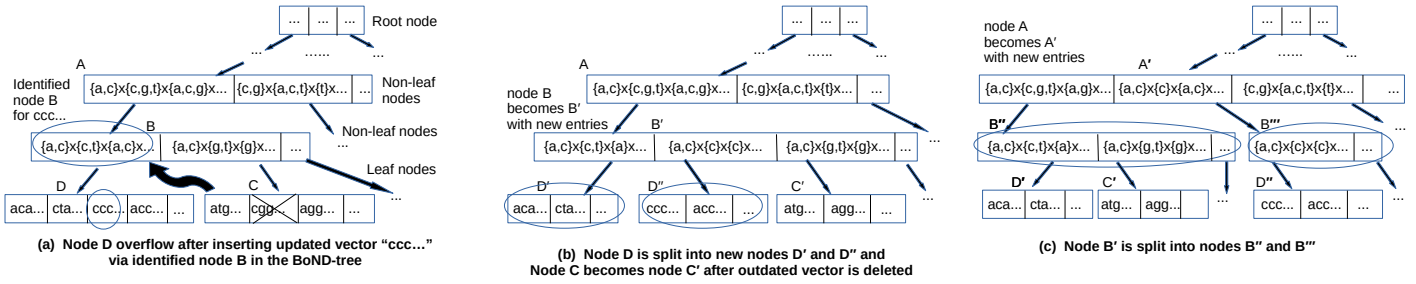 ... ... ...
Root node
... ...... ...
A
Identified
node B
for ccc...
{a,c}x{c,g,t}x{a,c,g}x... {c,g}x{a,c,t}x{t}x... ...
Non-leaf
nodes
B
Non-leaf nodes
...
{a,c}x{c,t}x{a,c}x... {a,c}x{g,t}x{g}x... ...
Leaf nodes
D C ...
aca... cta... ccc... acc... ... atg... cgg... agg... ...
(a) Node D overflow after inserting updated vector “ccc...”
via identified node B in the BoND-tree
... ... ...
... ...... ...
A
{a,c}x{c,g,t}x{a,c,g}x... {c,g}x{a,c,t}x{t}x... ...
node B
becomes B′
with new entries
B′ ...
{a,c}x{c,t}x{a}x... {a,c}x{c}x{c}x... {a,c}x{g,t}x{g}x... ...
D′ D″ C′ ...
aca... cta... ... ccc... acc... ... atg... agg... ...
(b) Node D is split into new nodes D′ and D″ and
Node C becomes node C′ after outdated vector is deleted
... ... ...
node A
becomes A′
with new entries
... ...... ...
A′
{a,c}x{c,g,t}x{a,c,g}x... {a,c}x{c}x{a,c}x... {c,g}x{a,c,t}x{t}x... ...
B″ B‴ ...
{a,c}x{c,t}x{a}x... {a,c}x{g,t}x{g}x... ... {a,c}x{c}x{c}x... ...
D′ C′ ... D″ ...
aca... cta... ... atg... agg... ccc... acc... ...
(c) Node B′ is split into nodes B″ and B‴